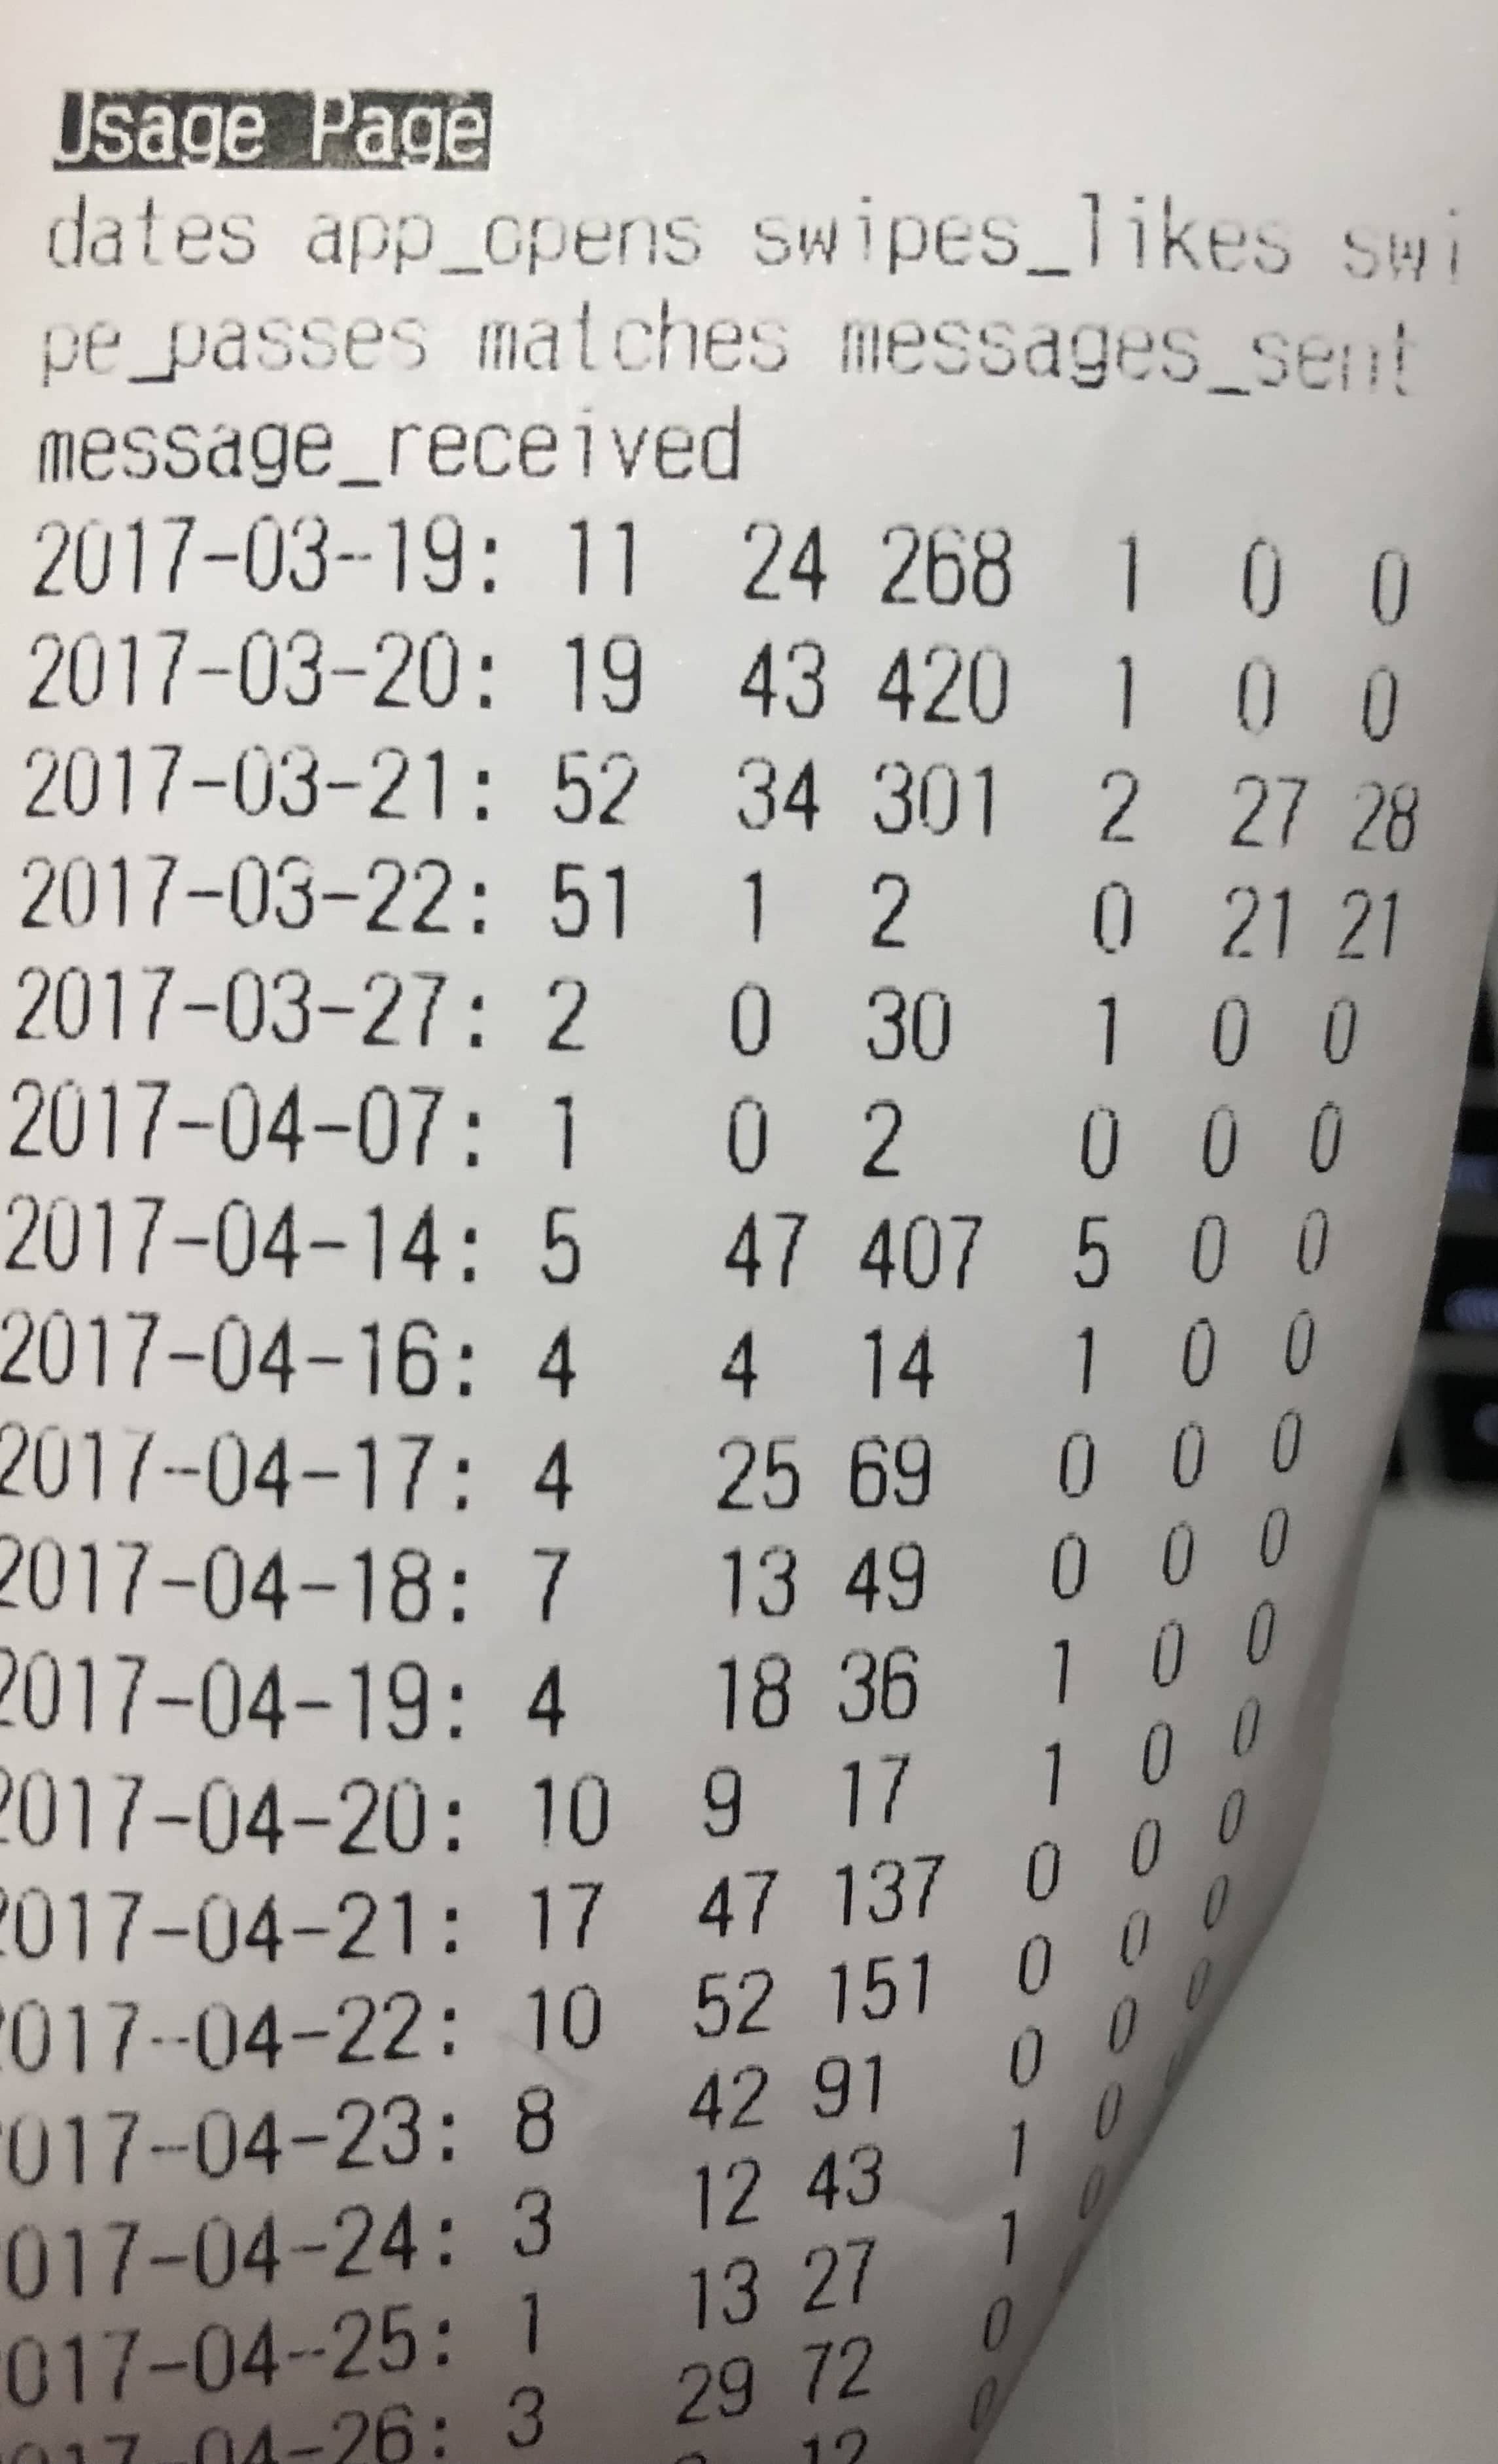 Usage Page
dates app_opens swipes_likes swi
pe_passes matches messages_sent
message_received
2017-03-19: 11 24 268 1 0 0
2017-03-20: 19 43 420 1 0 0
2017-03-21: 52 34 301 2 27 28
2017-03-22: 51 1 2 0 21 21
2017-03-27: 2 0 30 1 0 0
2017-04-07: 1 0 2 0 0 0
2017-04-14: 5 47 407 5 0 0
2017-04-16: 4 4 14 1 0 0
2017-04-17: 4 25 69 0 0 0
2017-04-18: 7 13 49 0 0 0
2017-04-19: 4 18 36 1 0 0
2017-04-20: 10 9 17 1 0 0
2017-04-21: 17 47 137 0 0 0
2017-04-22: 10 52 151 0 0 0
017-04-23: 8 42 91 0 0 0
017-04-24: 3 12 43 1 0
017-04-25: 1 13 27 1 0
017-04-26: 3 29 72 0
12 0